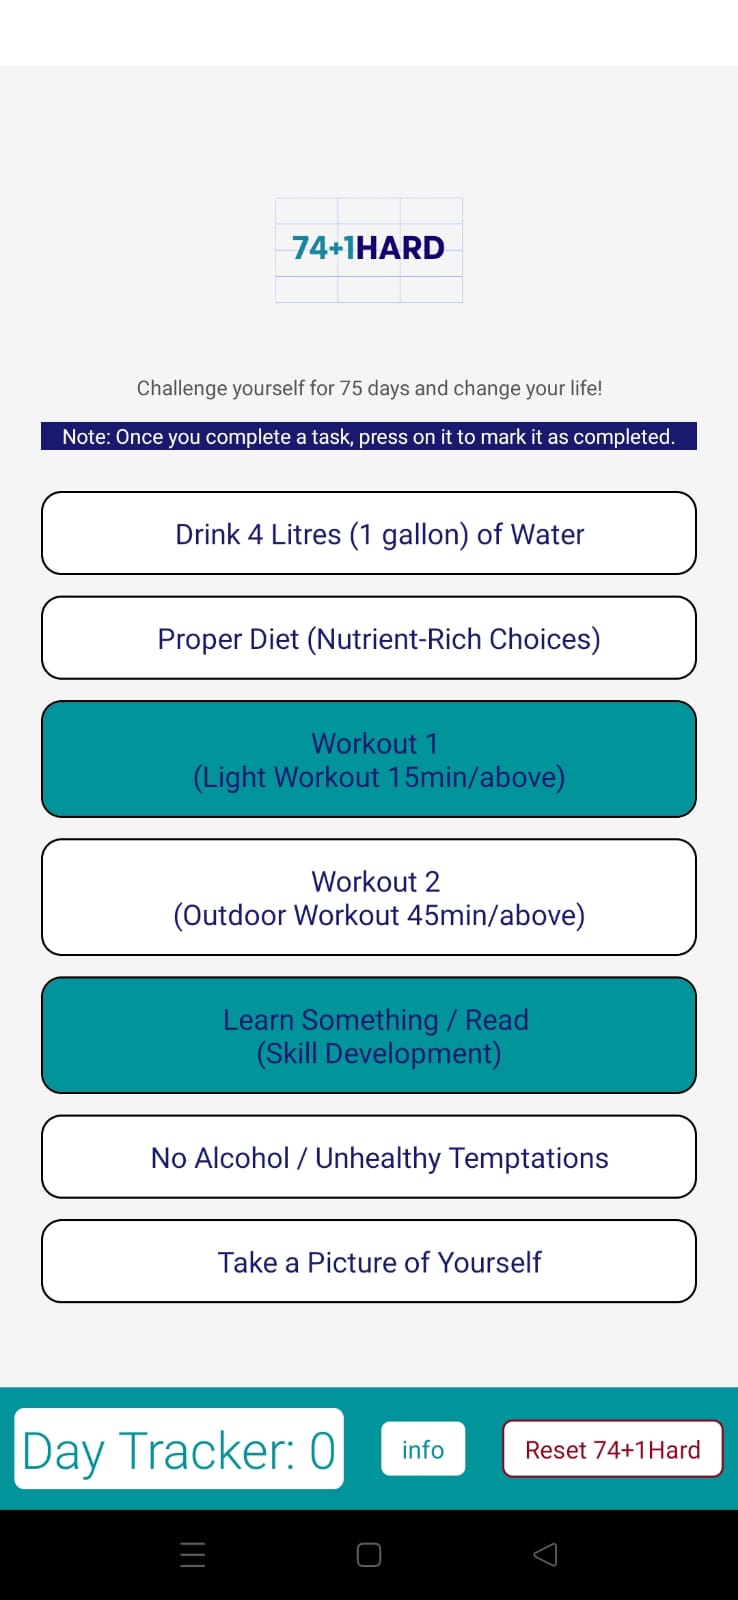 74+1HARD
Challenge yourself for 75 days and change your life!
Note: Once you complete a task, press on it to mark it as completed.
Drink 4 Litres (1 gallon) of Water
Proper Diet (Nutrient-Rich Choices)
Workout 1
(Light Workout 15min/above)
Workout 2
(Outdoor Workout 45min/above)
Learn Something / Read
(Skill Development)
No Alcohol / Unhealthy Temptations
Take a Picture of Yourself
Day Tracker: 0
info
Reset 74+1Hard